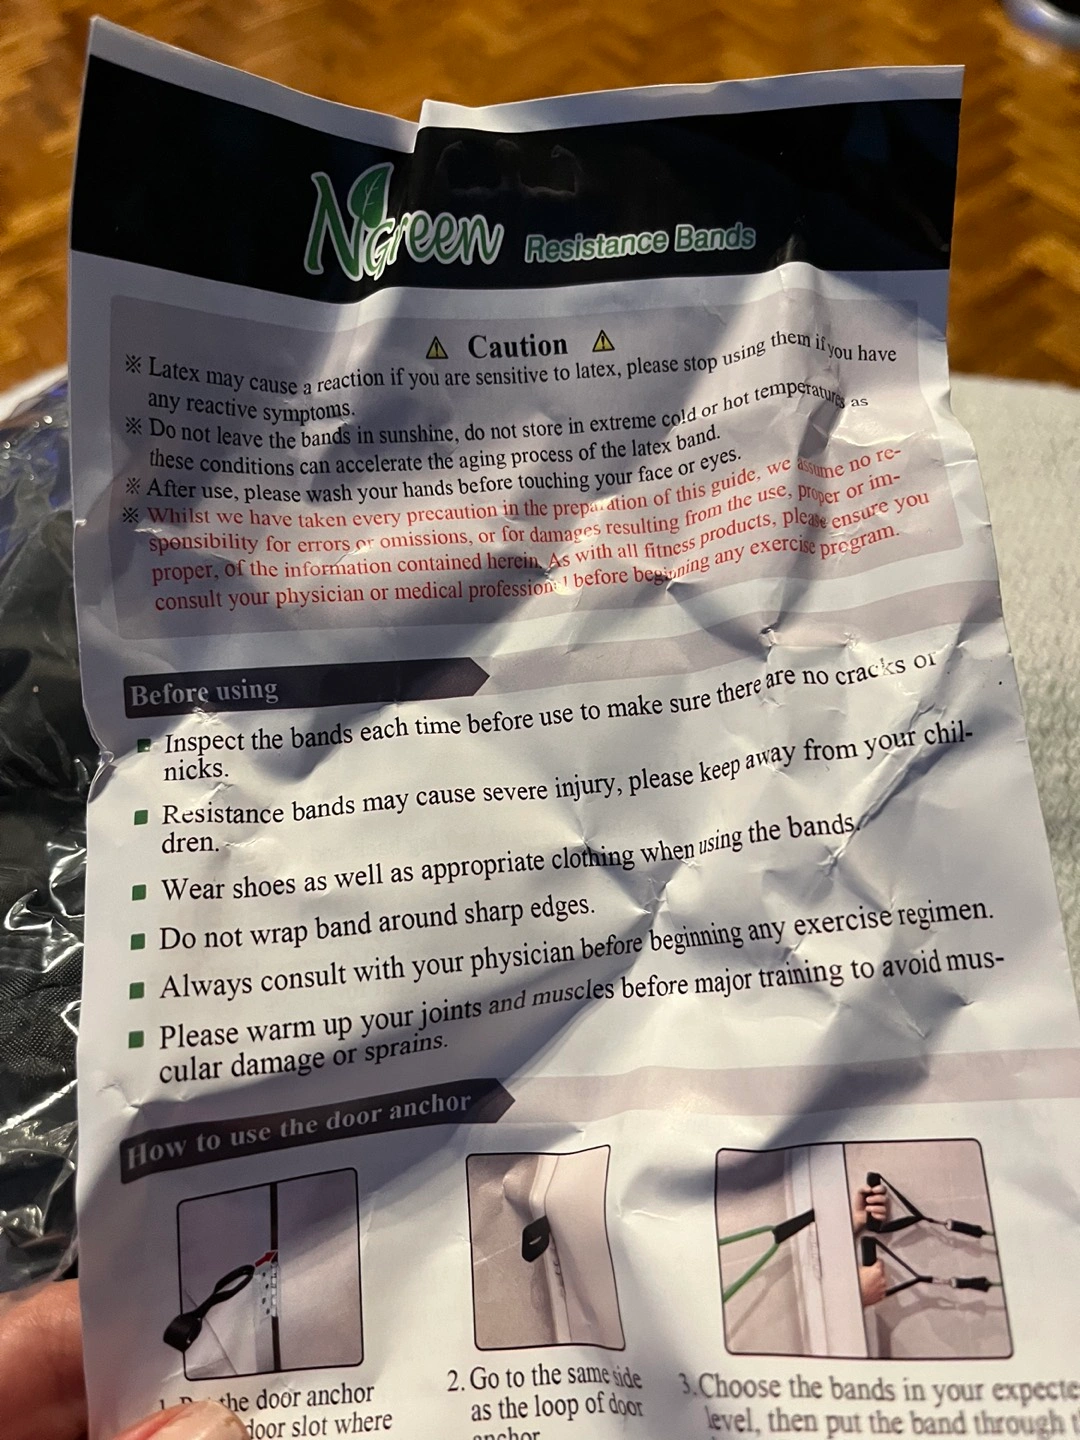 NGreen Resistance Bands
⚠ Caution ⚠
※ Latex may cause a reaction if you are sensitive to latex, please stop using them if you have
any reactive symptoms.
※ Do not leave the bands in sunshine, do not store in extreme cold or hot temperatures as
these conditions can accelerate the aging process of the latex band.
※ After use, please wash your hands before touching your face or eyes.
※ Whilst we have taken every precaution in the preparation of this guide, we assume no re-
sponsibility for errors or omissions, or for damages resulting from the use, proper or im-
proper, of the information contained herein. As with all fitness products, please ensure you
consult your physician or medical professional before beginning any exercise program.
Before using
■ Inspect the bands each time before use to make sure there are no cracks or
nicks.
■ Resistance bands may cause severe injury, please keep away from your chil-
dren.
■ Wear shoes as well as appropriate clothing when using the bands.
■ Do not wrap band around sharp edges.
■ Always consult with your physician before beginning any exercise regimen.
■ Please warm up your joints and muscles before major training to avoid mus-
cular damage or sprains.
How to use the door anchor
1. the door anchor
door slot where
2. Go to the same side
as the loop of door
anchor
3.Choose the bands in your
level, then put the band through